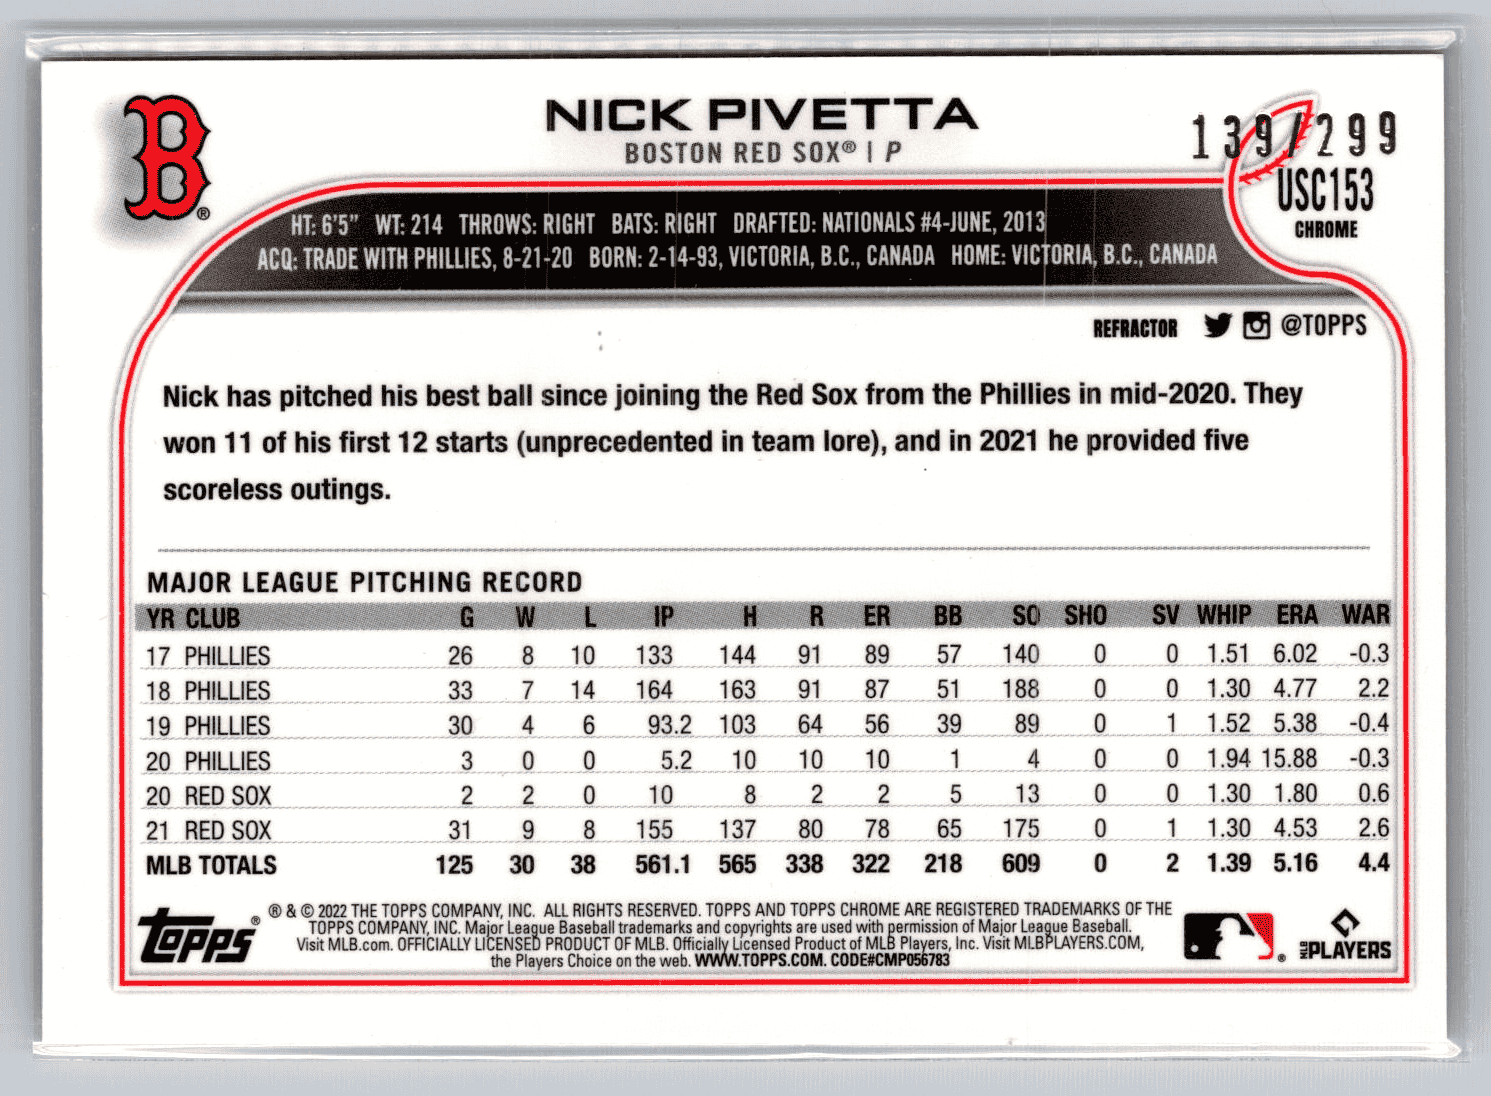 B®
NICK PIVETTA
BOSTON RED SOX® | P
139/299
USC153
CHROME
HT: 6'5" WT: 214 THROWS: RIGHT BATS: RIGHT DRAFTED: NATIONALS #4-JUNE, 2013
ACQ: TRADE WITH PHILLIES, 8-21-20 BORN: 2-14-93, VICTORIA, B.C., CANADA HOME: VICTORIA, B.C., CANADA
REFRACTOR @TOPPS
Nick has pitched his best ball since joining the Red Sox from the Phillies in mid-2020. They
won 11 of his first 12 starts (unprecedented in team lore), and in 2021 he provided five
scoreless outings.
MAJOR LEAGUE PITCHING RECORD
YR CLUB G W L IP H R ER BB SO SHO SV WHIP ERA WAR
17 PHILLIES 26 8 10 133 144 91 89 57 140 0 0 1.51 6.02 -0.3
18 PHILLIES 33 7 14 164 163 91 87 51 188 0 0 1.30 4.77 2.2
19 PHILLIES 30 4 6 93.2 103 64 56 39 89 0 1 1.52 5.38 -0.4
20 PHILLIES 3 0 0 5.2 10 10 10 1 4 0 0 1.94 15.88 -0.3
20 RED SOX 2 2 0 10 8 2 2 5 13 0 0 1.30 1.80 0.6
21 RED SOX 31 9 8 155 137 80 78 65 175 0 1 1.30 4.53 2.6
MLB TOTALS 125 30 38 561.1 565 338 322 218 609 0 2 1.39 5.16 4.4
Topps®
® & © 2022 THE TOPPS COMPANY, INC. ALL RIGHTS RESERVED. TOPPS AND TOPPS CHROME ARE REGISTERED TRADEMARKS OF THE
TOPPS COMPANY, INC. Major League Baseball trademarks and copyrights are used with permission of Major League Baseball.
Visit MLB.com. OFFICIALLY LICENSED PRODUCT OF MLB. Officially Licensed Product of MLB Players, Inc. Visit MLBPLAYERS.COM,
the Players Choice on the web. WWW.TOPPS.COM. CODE#CMP056783
®
MLB PLAYERS